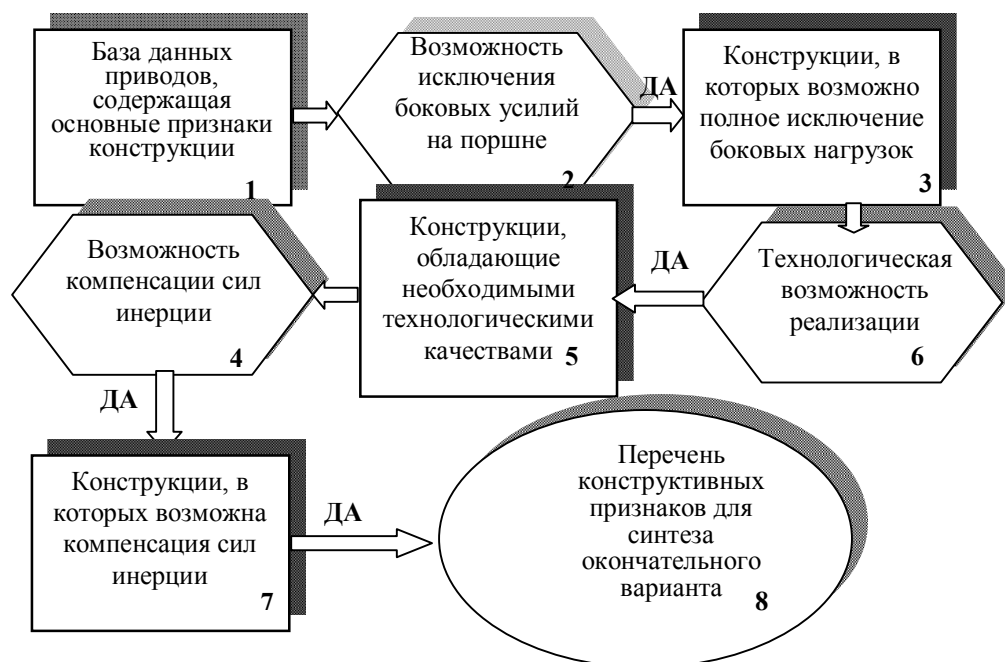 База данных
приводов,
содержащая
основные признаки
конструкции
1
Возможность
исключения
боковых усилий
на поршне
2
ДА
Конструкции, в
которых возможно
полное исключение
боковых нагрузок
3
Технологическая
возможность
реализации
6
ДА
Конструкции,
обладающие
необходимыми
технологическими
качествами
5
Возможность
компенсации сил
инерции
4
ДА
Конструкции, в
которых возможна
компенсация сил
инерции
7
ДА
Перечень
конструктивных
признаков для
синтеза
окончательного
варианта
8